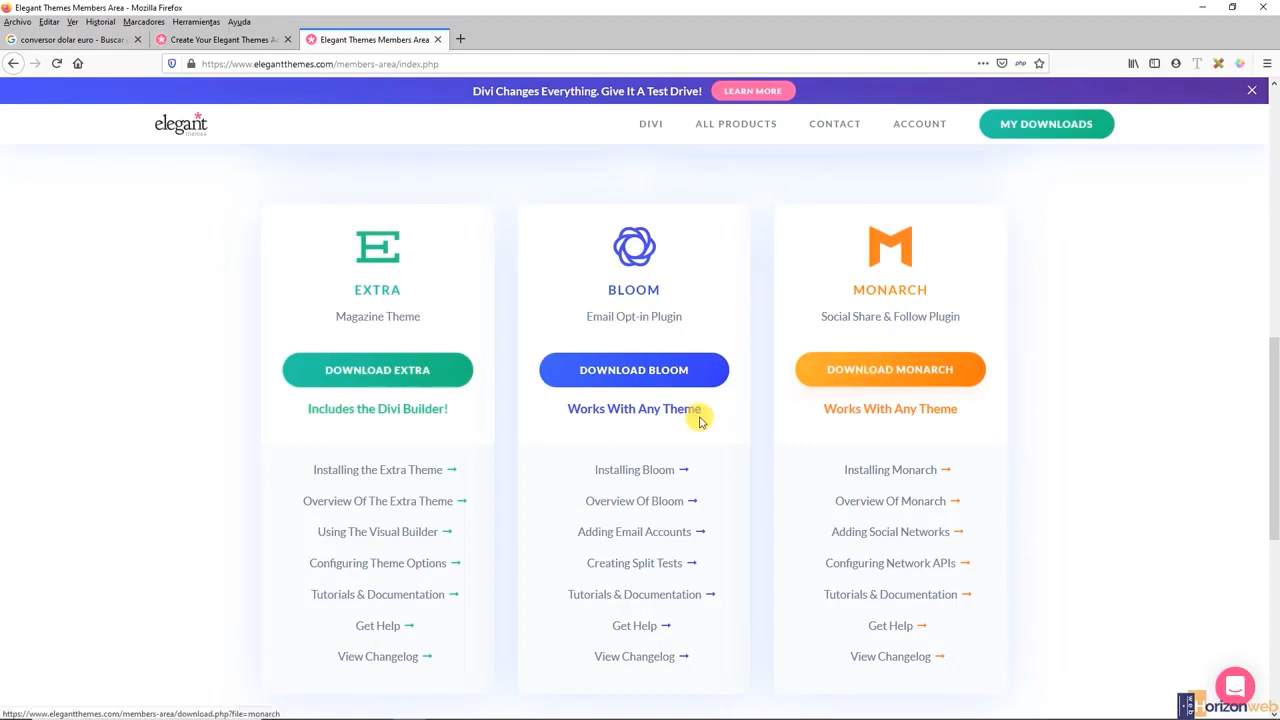 Elegant Themes Members Area - Mozilla Firefox
Archivo Editar Ver Historial Marcadores Herramientas Ayuda
conversor dolar euro - Buscar
Create Your Elegant Themes A
Elegant Themes Members Area
https://www.elegantthemes.com/members-area/index.php
php
Divi Changes Everything. Give It A Test Drive! LEARN MORE
elegant themes
DIVI ALL PRODUCTS CONTACT ACCOUNT MY DOWNLOADS
EXTRA
Magazine Theme
DOWNLOAD EXTRA
Includes the Divi Builder!
Installing the Extra Theme
Overview Of The Extra Theme
Using The Visual Builder
Configuring Theme Options
Tutorials & Documentation
Get Help
View Changelog
BLOOM
Email Opt-in Plugin
DOWNLOAD BLOOM
Works With Any Theme
Installing Bloom
Overview Of Bloom
Adding Email Accounts
Creating Split Tests
Tutorials & Documentation
Get Help
View Changelog
MONARCH
Social Share & Follow Plugin
DOWNLOAD MONARCH
Works With Any Theme
Installing Monarch
Overview Of Monarch
Adding Social Networks
Configuring Network APIs
Tutorials & Documentation
Get Help
View Changelog
https://www.elegantthemes.com/members-area/download.php?file=monarch
Horizonweb